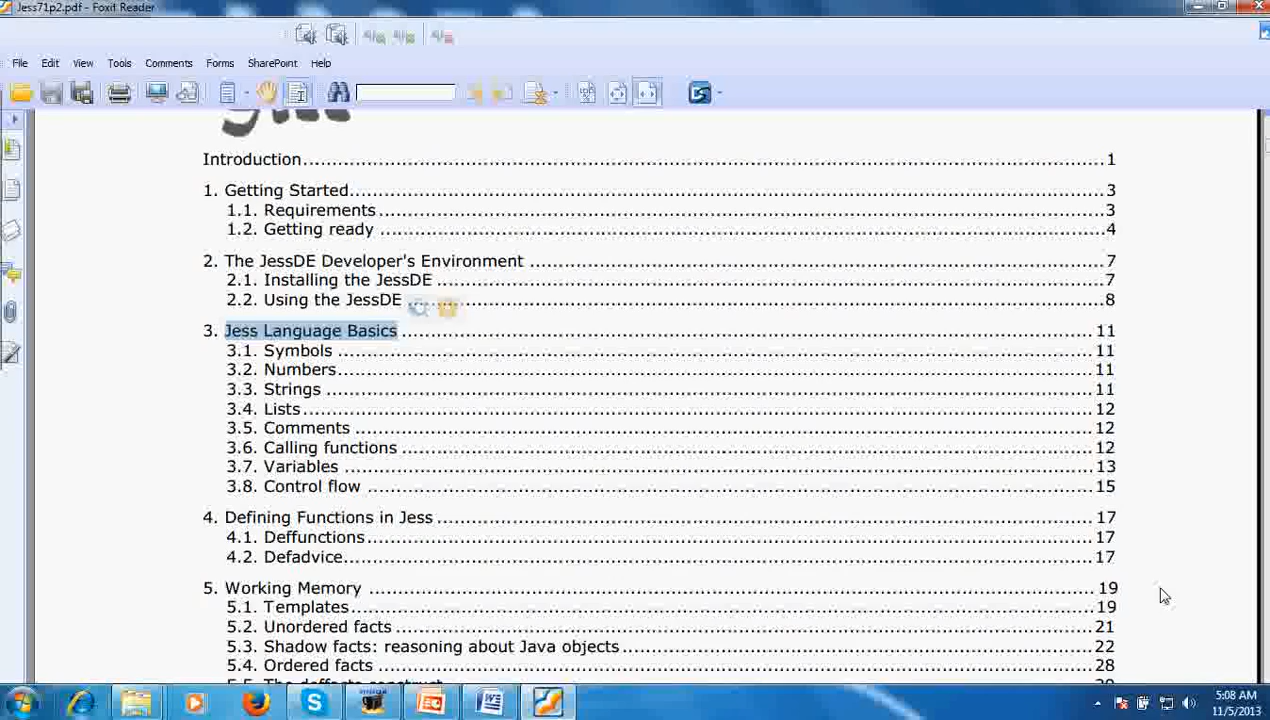 Jess71p2.pdf - Foxit Reader
File Edit View Tools Comments Forms SharePoint Help
Introduction 1
1. Getting Started 3
1.1. Requirements 3
1.2. Getting ready 4
2. The JessDE Developer's Environment 7
2.1. Installing the JessDE 7
2.2. Using the JessDE 8
3. Jess Language Basics 11
3.1. Symbols 11
3.2. Numbers 11
3.3. Strings 11
3.4. Lists 12
3.5. Comments 12
3.6. Calling functions 12
3.7. Variables 13
3.8. Control flow 15
4. Defining Functions in Jess 17
4.1. Deffunctions 17
4.2. Defadvice 17
5. Working Memory 19
5.1. Templates 19
5.2. Unordered facts 21
5.3. Shadow facts: reasoning about Java objects 22
5.4. Ordered facts 28
5:08 AM
11/5/2013